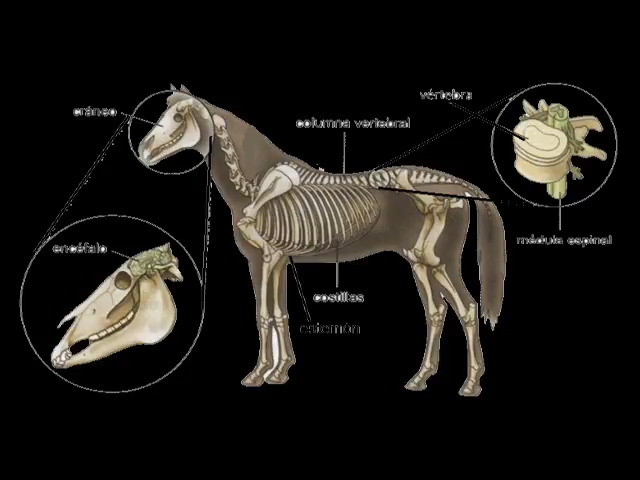 vértebra
cráneo
columna vertebral
encéfalo
médula espinal
costillas
esternón